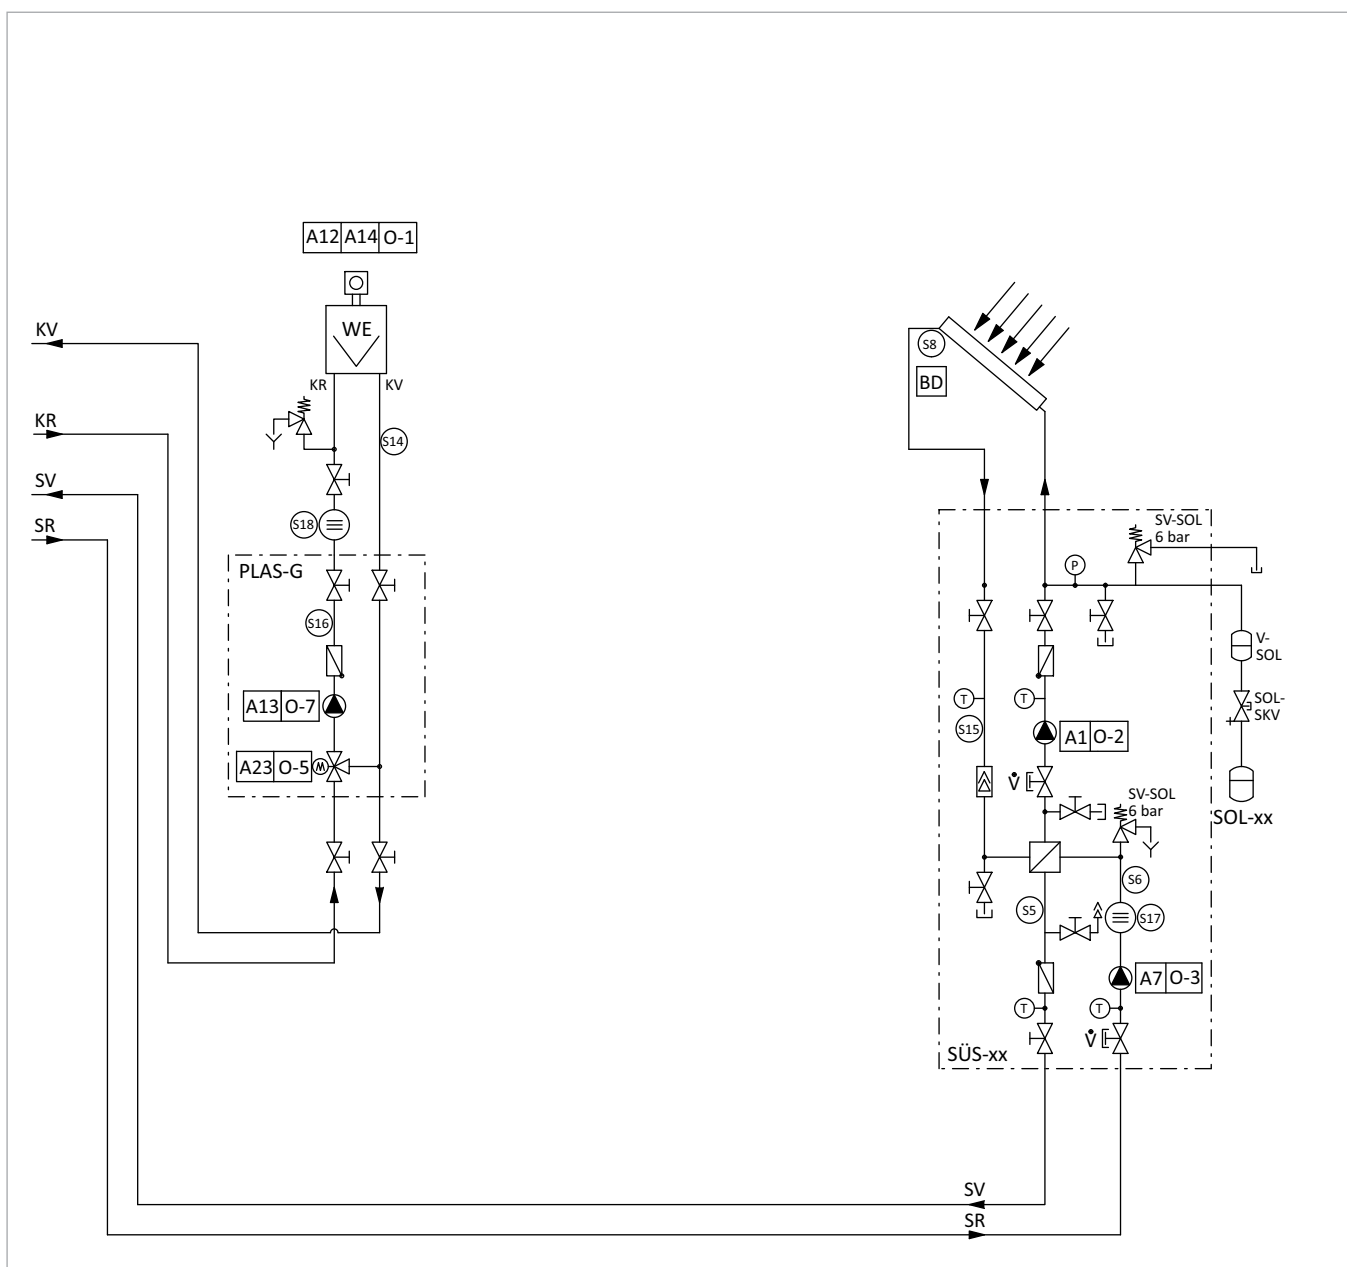 A12 A14 O-1
WE
KV
KR
KV
S8
BD
KR
S14
SV
SR
S18
SV-SOL
6 bar
P
PLAS-G
S16
V-
SOL
A13 O-7
T
T
S15
SOL-
SKV
A1 O-2
A23 O-5
M
V̇
SV-SOL
6 bar
SOL-xx
S6
S5
S17
A7 O-3
T
T
V̇
SÜS-xx
SV
SR